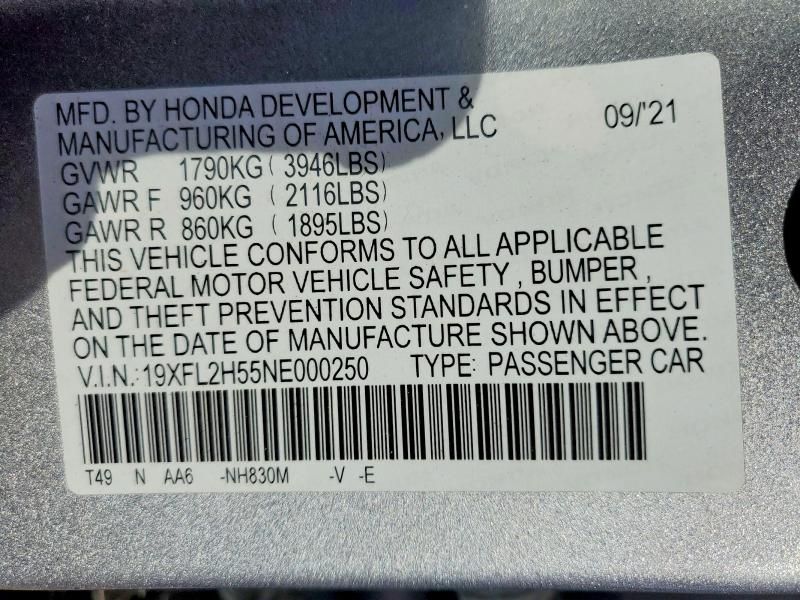 MFD. BY HONDA DEVELOPMENT & 09/'21
MANUFACTURING OF AMERICA, LLC
GVWR 1790KG ( 3946LBS)
GAWR F 960KG ( 2116LBS)
GAWR R 860KG ( 1895LBS)
THIS VEHICLE CONFORMS TO ALL APPLICABLE
FEDERAL MOTOR VEHICLE SAFETY , BUMPER ,
AND THEFT PREVENTION STANDARDS IN EFFECT
ON THE DATE OF MANUFACTURE SHOWN ABOVE.
V.I.N.:19XFL2H55NE000250 TYPE: PASSENGER CAR
T49 N AA6 -NH830M -V -E